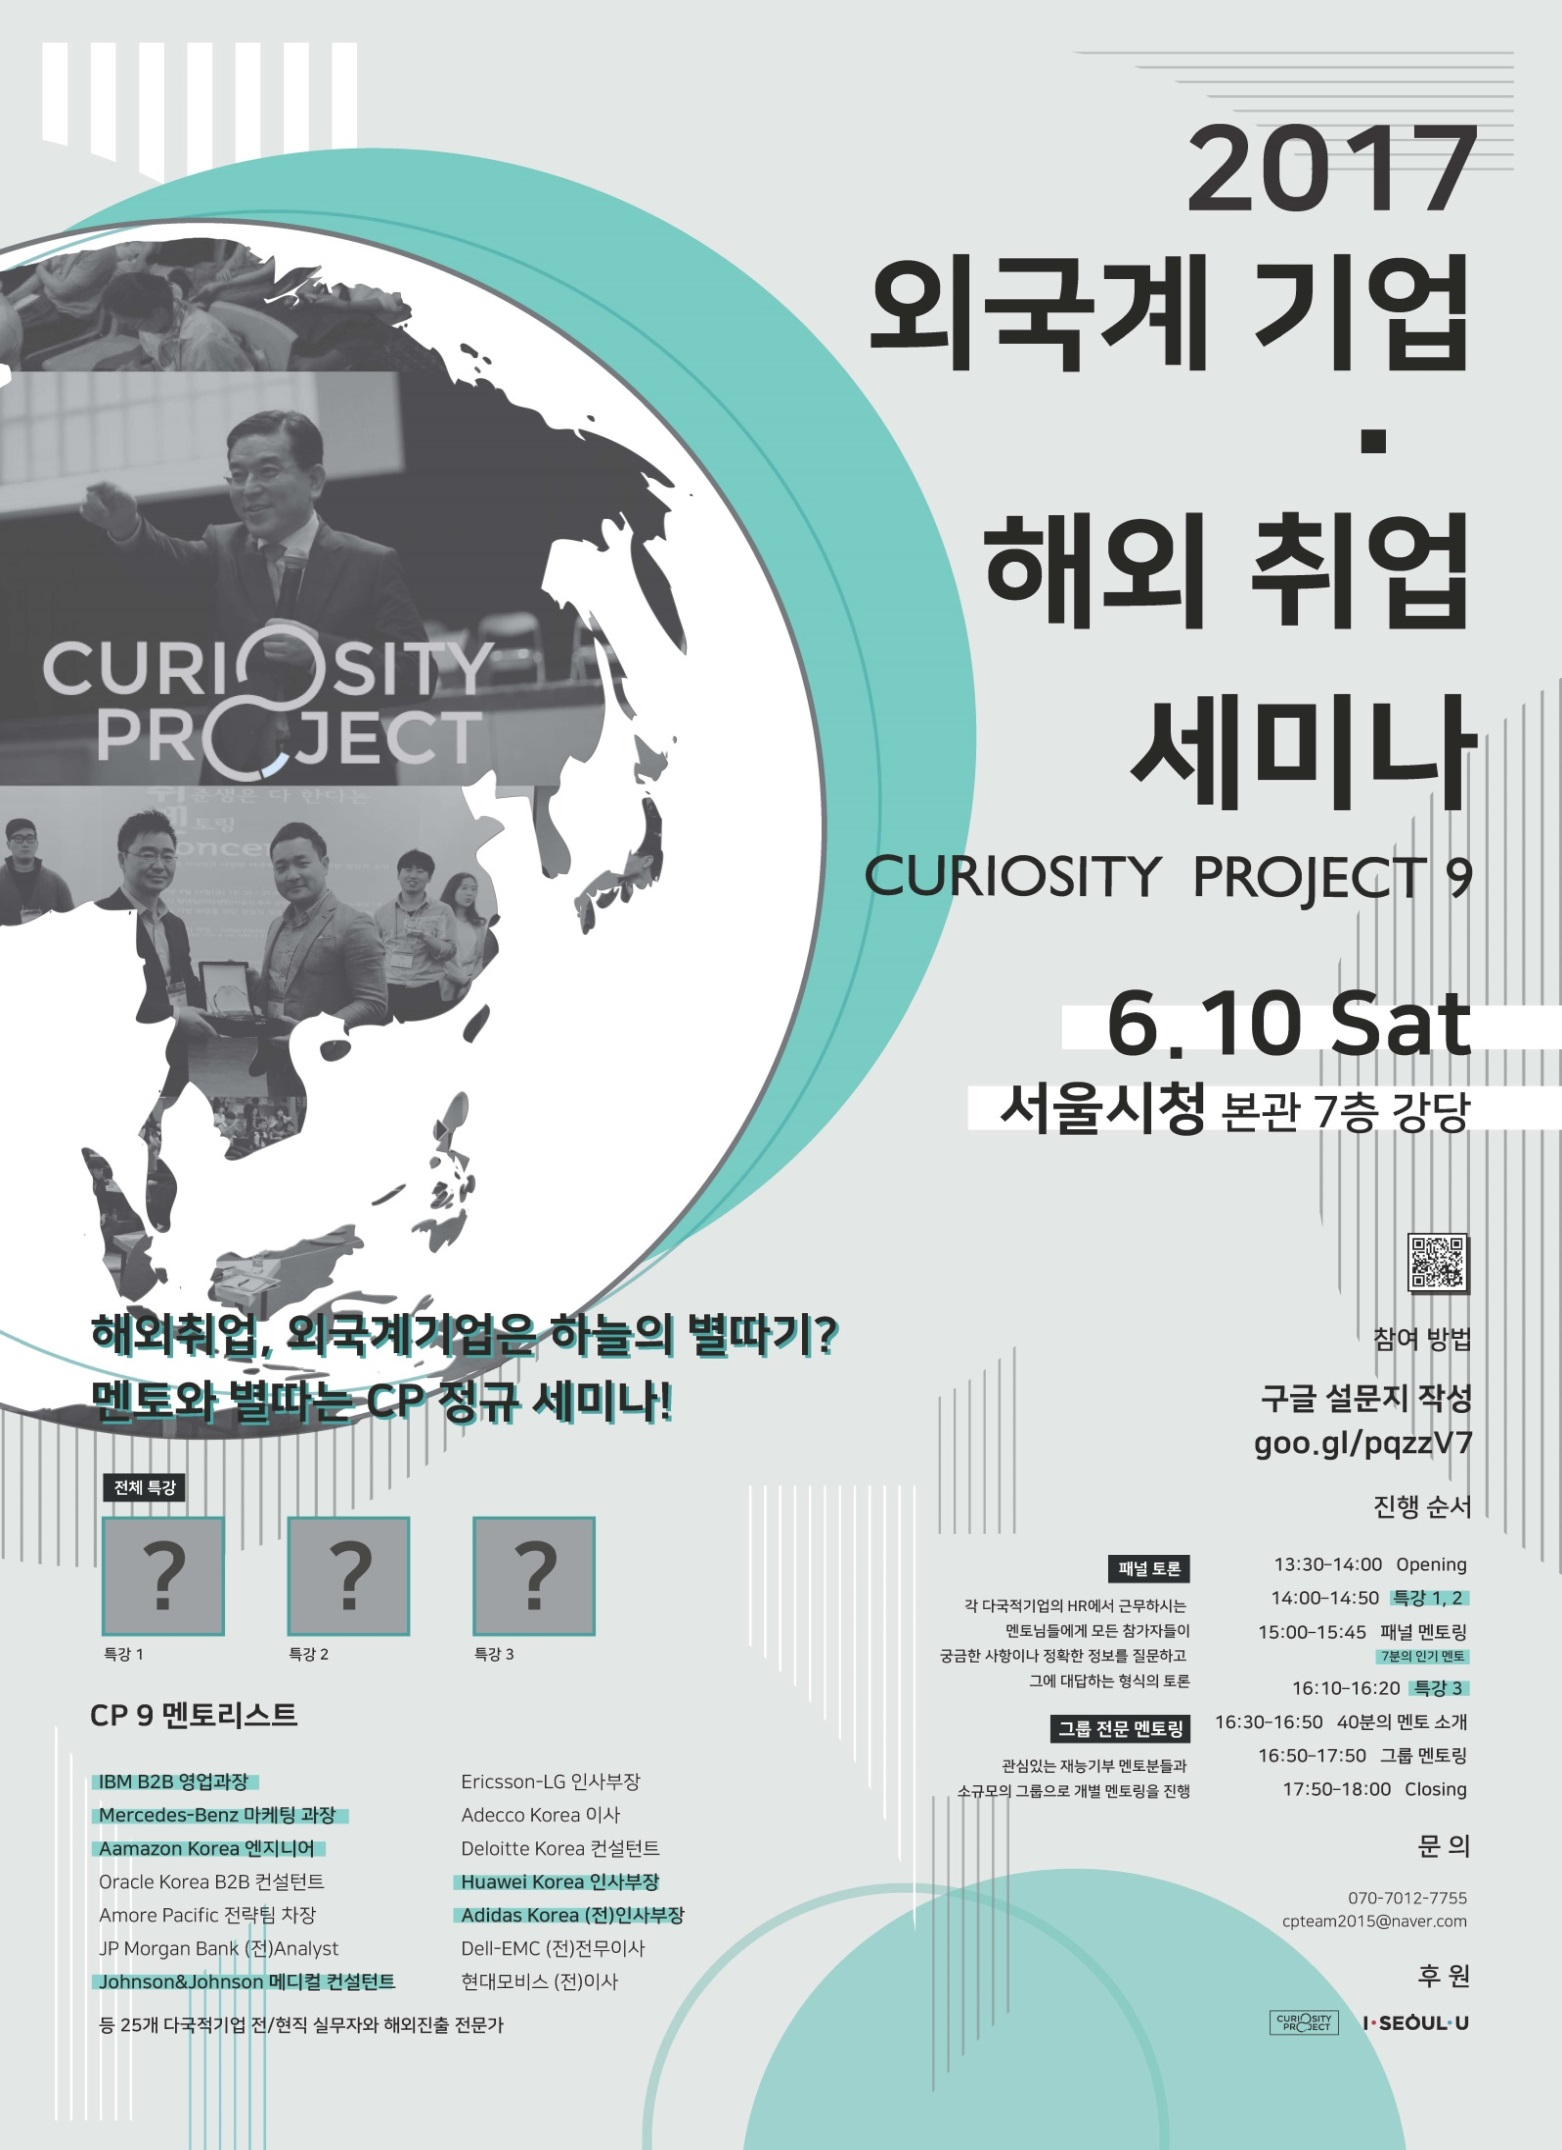 2017
외국계 기업
·
해외 취업
세미나
CURIOSITY PROJECT 9
6.10 Sat
서울시청 본관 7층 강당
CURIOSITY
PROJECT
준생은 다 한다는
토링
해외취업, 외국계기업은 하늘의 별따기?
멘토와 별따는 CP 정규 세미나!
전체 특강
?
?
?
특강 1
특강 2
특강 3
CP 9 멘토리스트
IBM B2B 영업과장
Mercedes-Benz 마케팅 과장
Aamazon Korea 엔지니어
Oracle Korea B2B 컨설턴트
Amore Pacific 전략팀 차장
JP Morgan Bank (전)Analyst
Johnson&Johnson 메디컬 컨설턴트
Ericsson-LG 인사부장
Adecco Korea 이사
Deloitte Korea 컨설턴트
Huawei Korea 인사부장
Adidas Korea (전)인사부장
Dell-EMC (전)전무이사
현대모비스 (전)이사
등 25개 다국적기업 전/현직 실무자와 해외진출 전문가
참여 방법
구글 설문지 작성
goo.gl/pqzzV7
진행 순서
13:30-14:00 Opening
14:00-14:50 특강 1, 2
15:00-15:45 패널 멘토링
7분의 인기 멘토
16:10-16:20 특강 3
16:30-16:50 40분의 멘토 소개
16:50-17:50 그룹 멘토링
17:50-18:00 Closing
패널 토론
각 다국적기업의 HR에서 근무하시는
멘토님들에게 모든 참가자들이
궁금한 사항이나 정확한 정보를 질문하고
그에 대답하는 형식의 토론
그룹 전문 멘토링
관심있는 재능기부 멘토분들과
소규모의 그룹으로 개별 멘토링을 진행
문 의
070-7012-7755
cpteam2015@naver.com
후 원
CURIOSITY
PROJECT
I·SEOUL·U